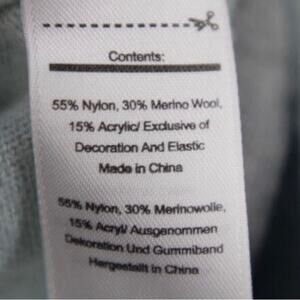 Contents:
55% Nylon, 30% Merino Wool,
15% Acrylic/ Exclusive of
Decoration And Elastic
Made in China
55% Nylon, 30% Merinowolle,
15% Acryl/ Ausgenommen
Dekoration Und Gummiband
Hergestellt in China